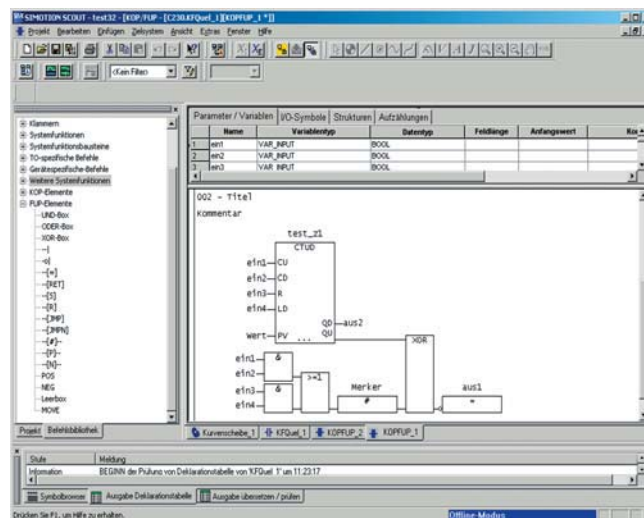 SIMOTION SCOUT - test32 - [KOP/FUP - [C230.KFQuel_1][KOPFUP_1 *]]
Projekt Bearbeiten Einfügen Zielsystem Ansicht Extras Fenster Hilfe
<Kein Filter>
Klammern
Systemfunktionen
Systemfunktionsbausteine
TO-spezifische Befehle
Gerätespezifische-Befehle
Weitere Systemfunktionen
KOP-Elemente
FUP-Elemente
UND-Box
ODER-Box
XOR-Box
--|
-o|
--[=]
--[RET]
--[S]
--[R]
--[JMP]
--[JMPN]
--[#]--
--[P]--
--[N]--
POS
NEG
Leerbox
MOVE
Projekt Befehlsbibliothek
Parameter / Variablen I/O-Symbole Strukturen Aufzählungen
Name Variablentyp Datentyp Feldlänge Anfangswert
1 ein1 VAR_INPUT BOOL
2 ein2 VAR_INPUT BOOL
3 ein3 VAR_INPUT BOOL
002 - Titel
Kommentar
test_z1
CTUD
ein1 CU
ein2 CD
ein3 R
ein4 LD
QD aus2
wert PV ... QU
XOR
ein1 &
ein2
>=1
Merker aus1
ein3 &
# =
ein4
Kurvenscheibe_1 KFQuel_1 KOPFUP_2 KOPFUP_1
Stufe Meldung
Information BEGINN der Prüfung von Deklarationstabelle von 'KFQuel_1' um 11:23:17
Symbolbrowser Ausgabe Deklarationstabelle Ausgabe übersetzen / prüfen
Drücken Sie F1, um Hilfe zu erhalten. Offline-Modus